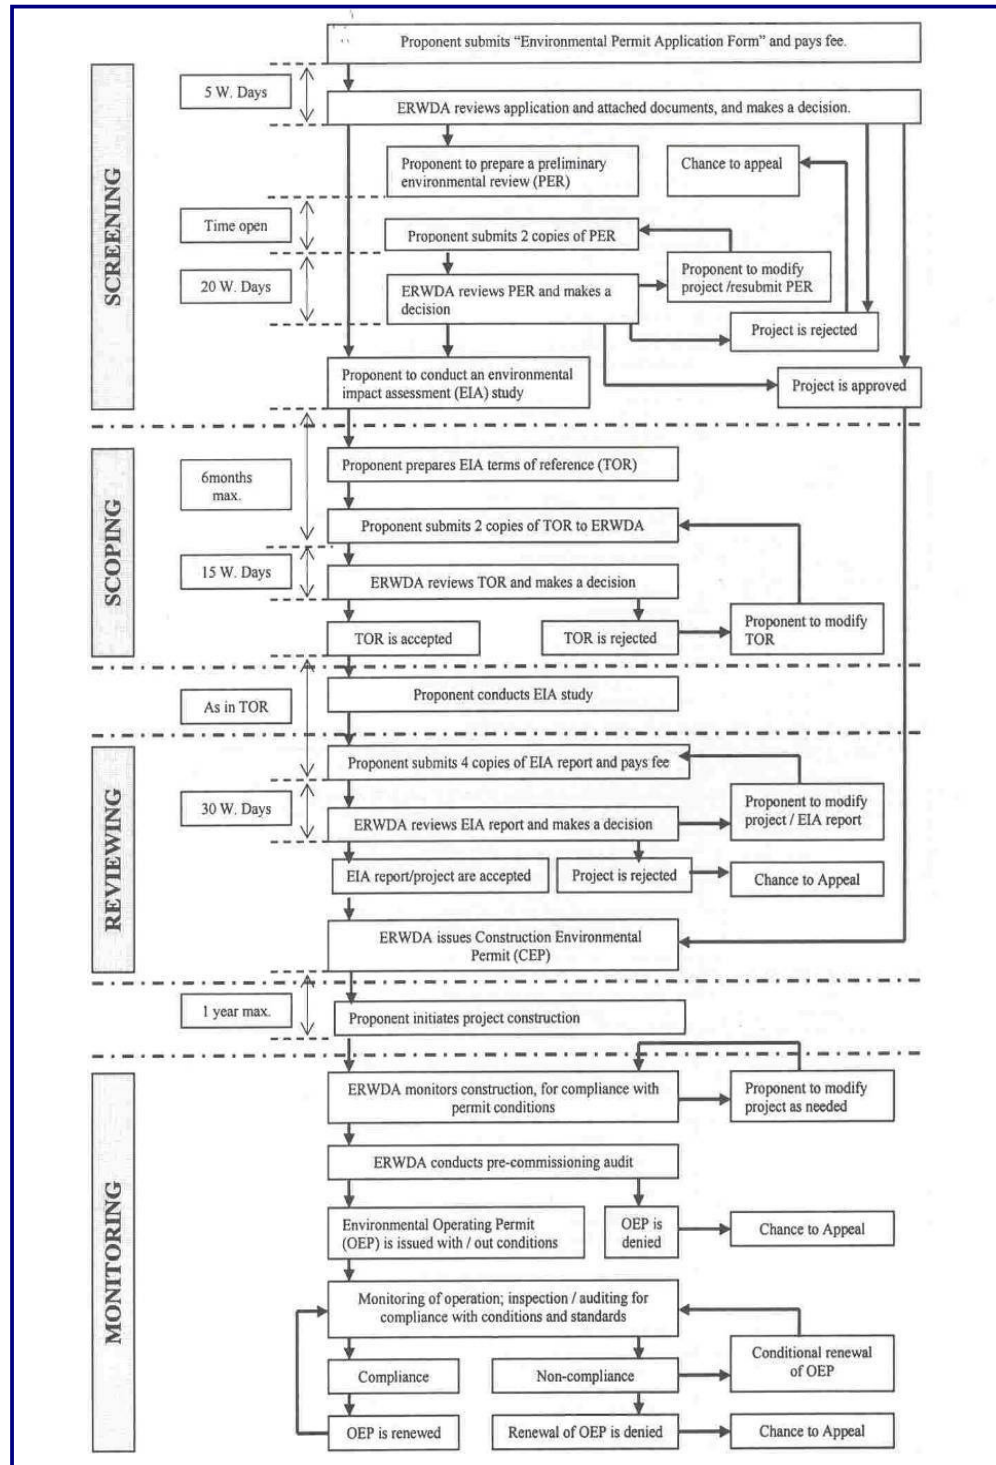 Proponent submits “Environmental Permit Application Form” and pays fee.
SCREENING
5 W. Days
ERWDA reviews application and attached documents, and makes a decision.
Proponent to prepare a preliminary
environmental review (PER)
Chance to appeal
Time open
Proponent submits 2 copies of PER
20 W. Days
ERWDA reviews PER and makes a
decision
Proponent to modify
project /resubmit PER
Project is rejected
Proponent to conduct an environmental
impact assessment (EIA) study
Project is approved
SCOPING
6months
max.
Proponent prepares EIA terms of reference (TOR)
Proponent submits 2 copies of TOR to ERWDA
15 W. Days
ERWDA reviews TOR and makes a decision
TOR is accepted
TOR is rejected
Proponent to modify
TOR
As in TOR
Proponent conducts EIA study
REVIEWING
Proponent submits 4 copies of EIA report and pays fee
30 W. Days
ERWDA reviews EIA report and makes a decision
Proponent to modify
project / EIA report
EIA report/project are accepted
Project is rejected
Chance to Appeal
ERWDA issues Construction Environmental
Permit (CEP)
1 year max.
Proponent initiates project construction
MONITORING
ERWDA monitors construction, for compliance with
permit conditions
Proponent to modify
project as needed
ERWDA conducts pre-commissioning audit
Environmental Operating Permit
(OEP) is issued with / out conditions
OEP is
denied
Chance to Appeal
Monitoring of operation; inspection / auditing for
compliance with conditions and standards
Compliance
Non-compliance
Conditional renewal
of OEP
OEP is renewed
Renewal of OEP is denied
Chance to Appeal